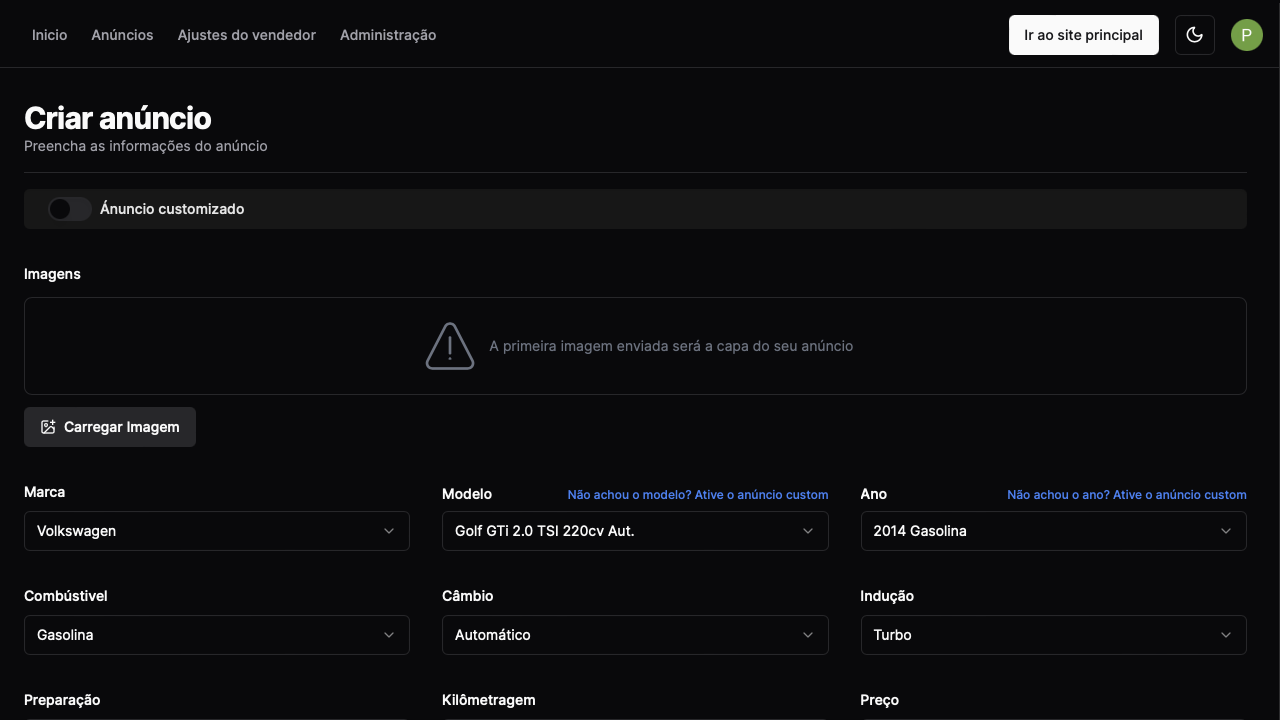 Inicio
Anúncios
Ajustes do vendedor
Administração
Ir ao site principal
P
Criar anúncio
Preencha as informações do anúncio
Ánuncio customizado
Imagens
A primeira imagem enviada será a capa do seu anúncio
Carregar Imagem
Marca
Modelo
Não achou o modelo? Ative o anúncio custom
Ano
Não achou o ano? Ative o anúncio custom
Volkswagen
Golf GTi 2.0 TSI 220cv Aut.
2014 Gasolina
Combústivel
Câmbio
Indução
Gasolina
Automático
Turbo
Preparação
Kilômetragem
Preço